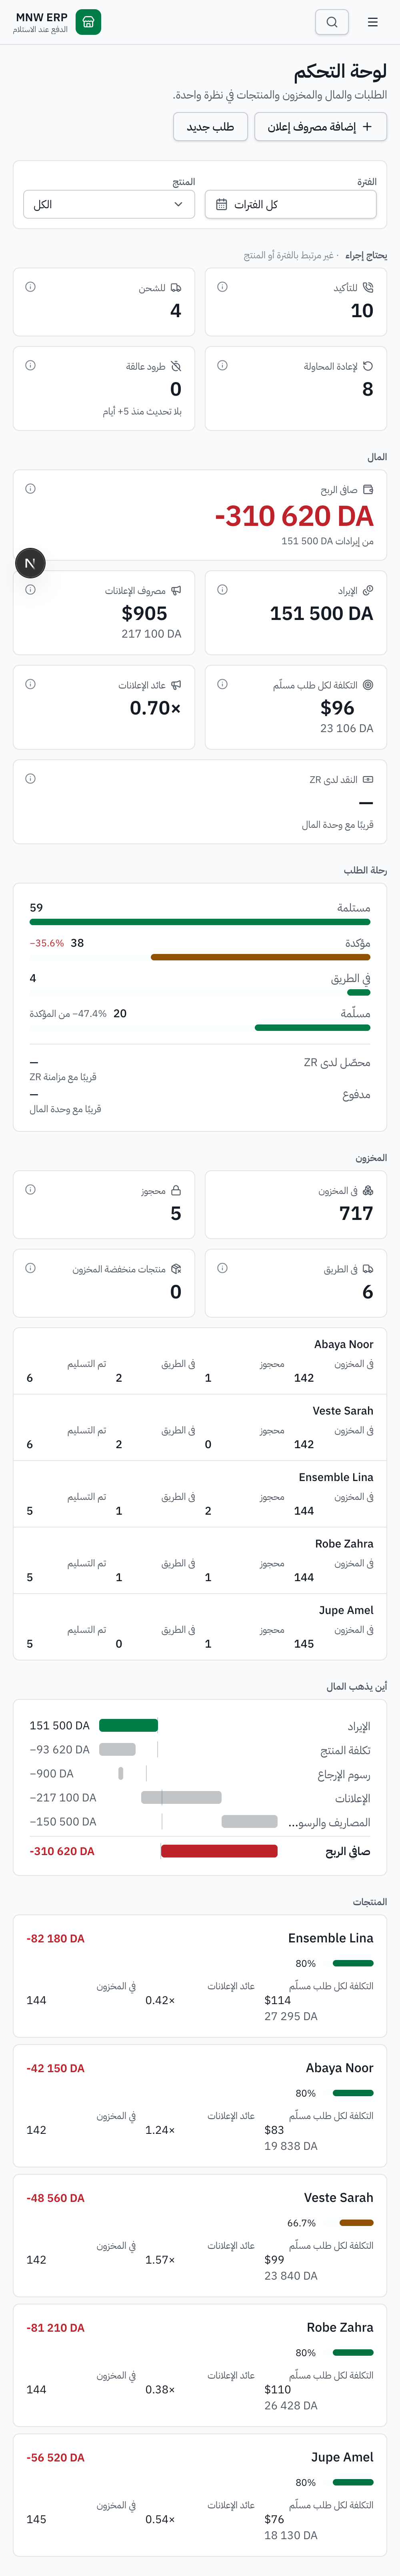 MNW ERP
الدفع عند الاستلام
لوحة التحكم
الطلبات والمال والمخزون والمنتجات في نظرة واحدة.
إضافة مصروف إعلان
طلب جديد
الفترة
المنتج
كل الفترات
الكل
يحتاج إجراء · غير مرتبط بالفترة أو المنتج
للتأكيد
للشحن
10
4
لإعادة المحاولة
طرود عالقة
8
0
بلا تحديث منذ 5+ أيام
المال
صافي الربح
-310 620 DA
من إيرادات 151 500 DA
الإيراد
مصروف الإعلانات
151 500 DA
$905
217 100 DA
التكلفة لكل طلب مسلّم
عائد الإعلانات
$96
0.70×
23 106 DA
النقد لدى ZR
—
قريبًا مع وحدة المال
رحلة الطلب
مستلمة
59
مؤكدة
38 −35.6%
في الطريق
4
مسلّمة
20 −47.4% من المؤكدة
محصّل لدى ZR
—
قريبًا مع مزامنة ZR
مدفوع
—
قريبًا مع وحدة المال
المخزون
في المخزون
محجوز
717
5
في الطريق
منتجات منخفضة المخزون
6
0
Abaya Noor
في المخزون محجوز في الطريق تم التسليم
142 1 2 6
Veste Sarah
في المخزون محجوز في الطريق تم التسليم
142 0 2 6
Ensemble Lina
في المخزون محجوز في الطريق تم التسليم
144 2 1 5
Robe Zahra
في المخزون محجوز في الطريق تم التسليم
144 1 1 5
Jupe Amel
في المخزون محجوز في الطريق تم التسليم
145 1 0 5
أين يذهب المال
الإيراد 151 500 DA
تكلفة المنتج −93 620 DA
رسوم الإرجاع −900 DA
الإعلانات −217 100 DA
المصاريف والرسو... −150 500 DA
صافي الربح -310 620 DA
المنتجات
Ensemble Lina -82 180 DA
80%
التكلفة لكل طلب مسلّم عائد الإعلانات في المخزون
$114 0.42× 144
27 295 DA
Abaya Noor -42 150 DA
80%
التكلفة لكل طلب مسلّم عائد الإعلانات في المخزون
$83 1.24× 142
19 838 DA
Veste Sarah -48 560 DA
66.7%
التكلفة لكل طلب مسلّم عائد الإعلانات في المخزون
$99 1.57× 142
23 840 DA
Robe Zahra -81 210 DA
80%
التكلفة لكل طلب مسلّم عائد الإعلانات في المخزون
$110 0.38× 144
26 428 DA
Jupe Amel -56 520 DA
80%
التكلفة لكل طلب مسلّم عائد الإعلانات في المخزون
$76 0.54× 145
18 130 DA